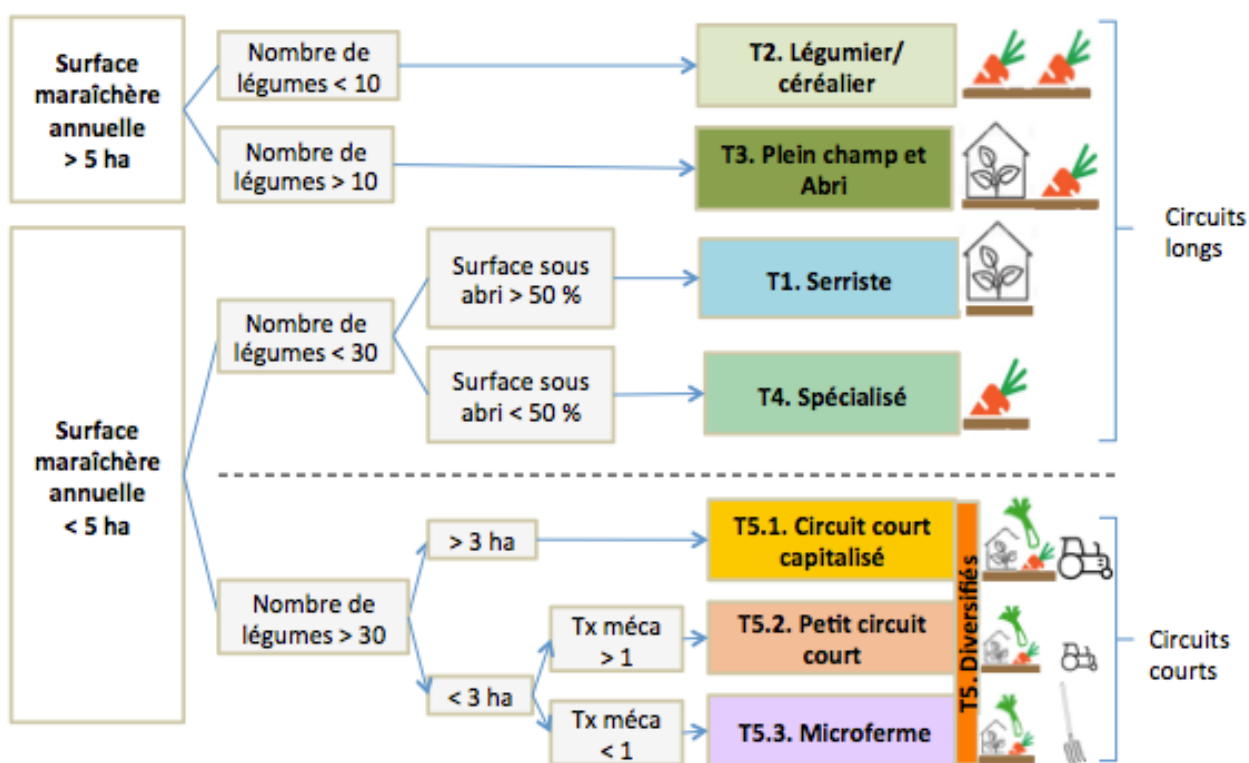 Surface
maraîchère
annuelle
> 5 ha
Nombre de
légumes < 10
T2. Légumier/
céréalier
Nombre de
légumes > 10
T3. Plein champ et
Abri
Circuits
longs
Surface
maraîchère
annuelle
< 5 ha
Nombre de
légumes < 30
Surface sous
abri > 50 %
T1. Serriste
Surface sous
abri < 50 %
T4. Spécialisé
Nombre de
légumes > 30
> 3 ha
T5.1. Circuit court
capitalisé
< 3 ha
Tx méca
> 1
T5.2. Petit circuit
court
Tx méca
< 1
T5.3. Microferme
T5. Diversifiés
Circuits
courts